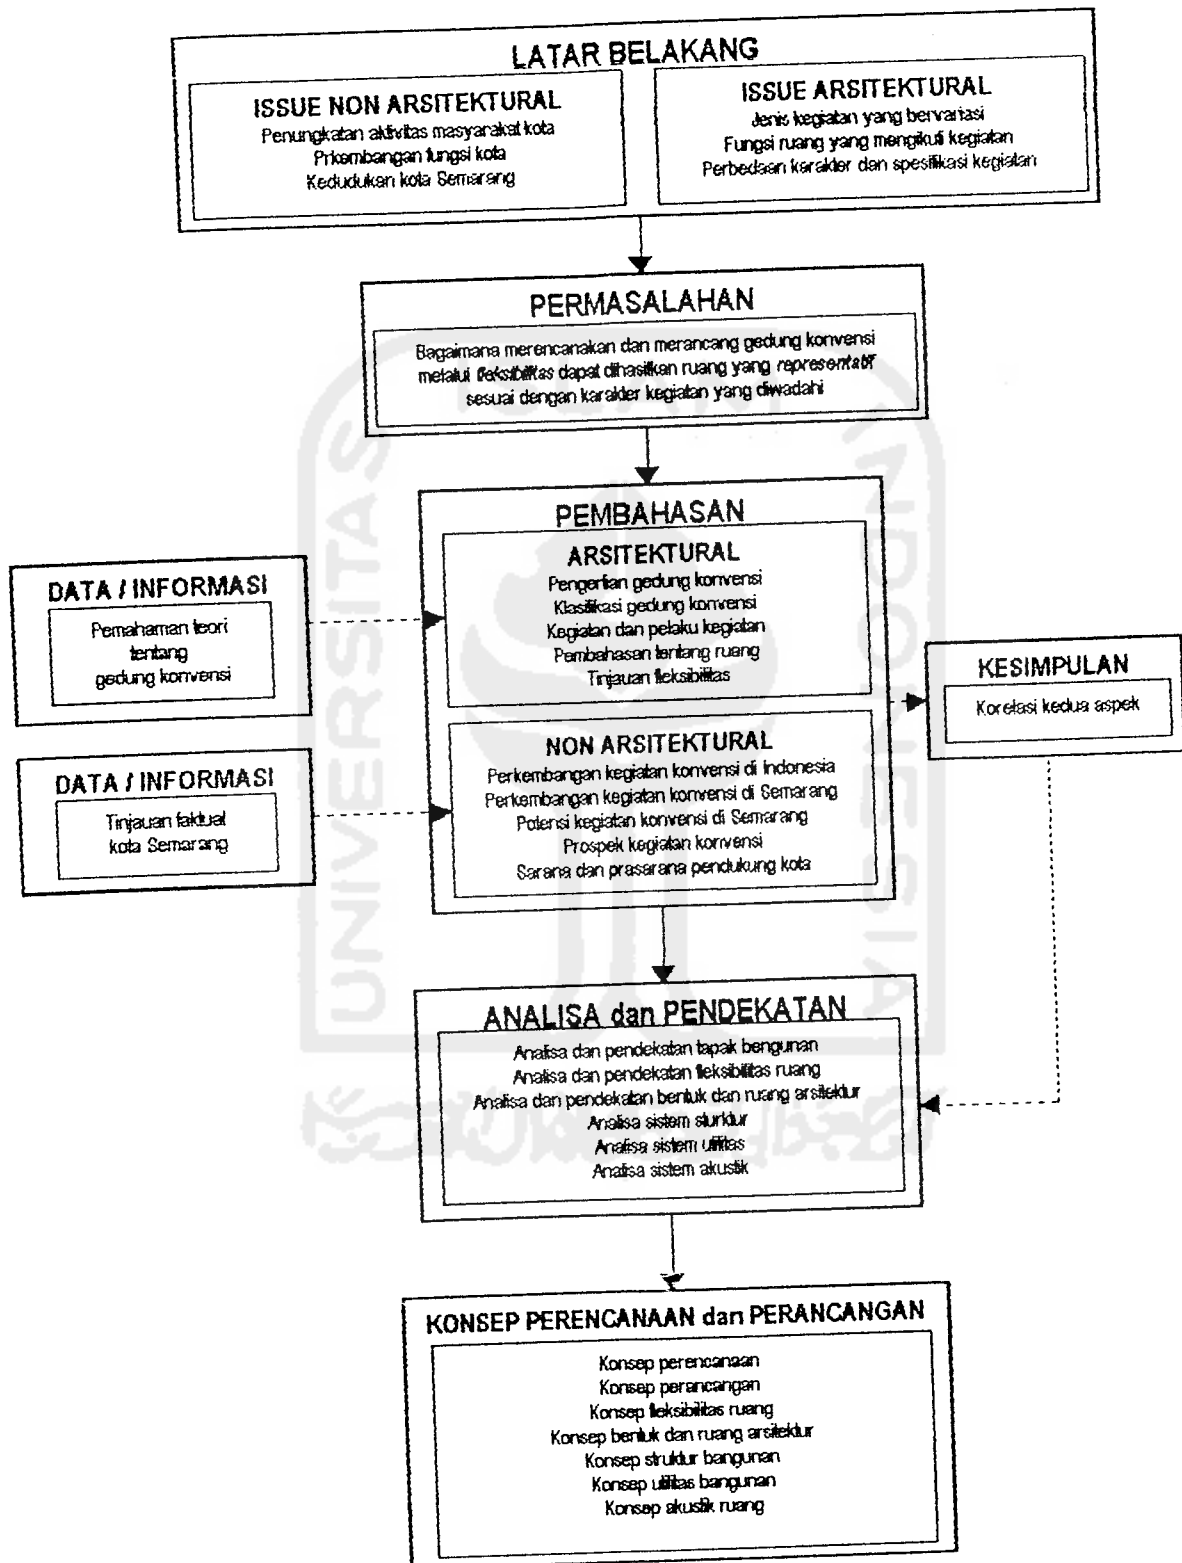 LATAR BELAKANG
ISSUE NON ARSITEKTURAL
Penungkatan aktivitas masyarakat kota
Prkembangan fungsi kota
Kedudukan kota Semarang
ISSUE ARSITEKTURAL
Jenis kegiatan yang bervariasi
Fungsi ruang yang mengikuti kegiatan
Perbedaan karakter dan spesifikasi kegiatan
PERMASALAHAN
Bagaimana merencanakan dan merancang gedung konvensi
melalui fleksibilitas dapat dihasilkan ruang yang representatif
sesuai dengan karakter kegiatan yang diwadahi
PEMBAHASAN
ARSITEKTURAL
Pengertian gedung konvensi
Klasifikasi gedung konvensi
Kegiatan dan pelaku kegiatan
Pembahasan tentang ruang
Tinjauan fleksibilitas
DATA / INFORMASI
Pemahaman teori
tentang
gedung konvensi
KESIMPULAN
Korelasi kedua aspek
NON ARSITEKTURAL
Perkembangan kegiatan konvensi di Indonesia
Perkembangan kegiatan konvensi di Semarang
Potensi kegiatan konvensi di Semarang
Prospek kegiatan konvensi
Sarana dan prasarana pendukung kota
DATA / INFORMASI
Tinjauan faktual
kota Semarang
ANALISA dan PENDEKATAN
Analisa dan pendekatan tapak bangunan
Analisa dan pendekatan fleksibilitas ruang
Analisa dan pendekatan bentuk dan ruang arsitektur
Analisa sistem sturktur
Analisa sistem utilitas
Analisa sistem akustik
KONSEP PERENCANAAN dan PERANCANGAN
Konsep perencanaan
Konsep perancangan
Konsep fleksibilitas ruang
Konsep bentuk dan ruang arsitektur
Konsep struktur bangunan
Konsep utilitas bangunan
Konsep akustik ruang
UNIVERSITAS
ISLAM
INDONESIA